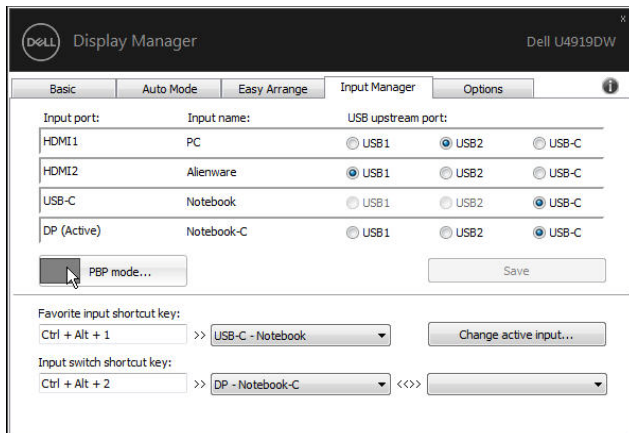 DELL Display Manager Dell U4919DW x
Basic Auto Mode Easy Arrange Input Manager Options i
Input port: Input name: USB upstream port:
HDMI1 PC USB1 USB2 USB-C
HDMI2 Alienware USB1 USB2 USB-C
USB-C Notebook USB1 USB2 USB-C
DP (Active) Notebook-C USB1 USB2 USB-C
PBP mode... Save
Favorite input shortcut key:
Ctrl + Alt + 1 >> USB-C - Notebook Change active input...
Input switch shortcut key:
Ctrl + Alt + 2 >> DP - Notebook-C <<>>